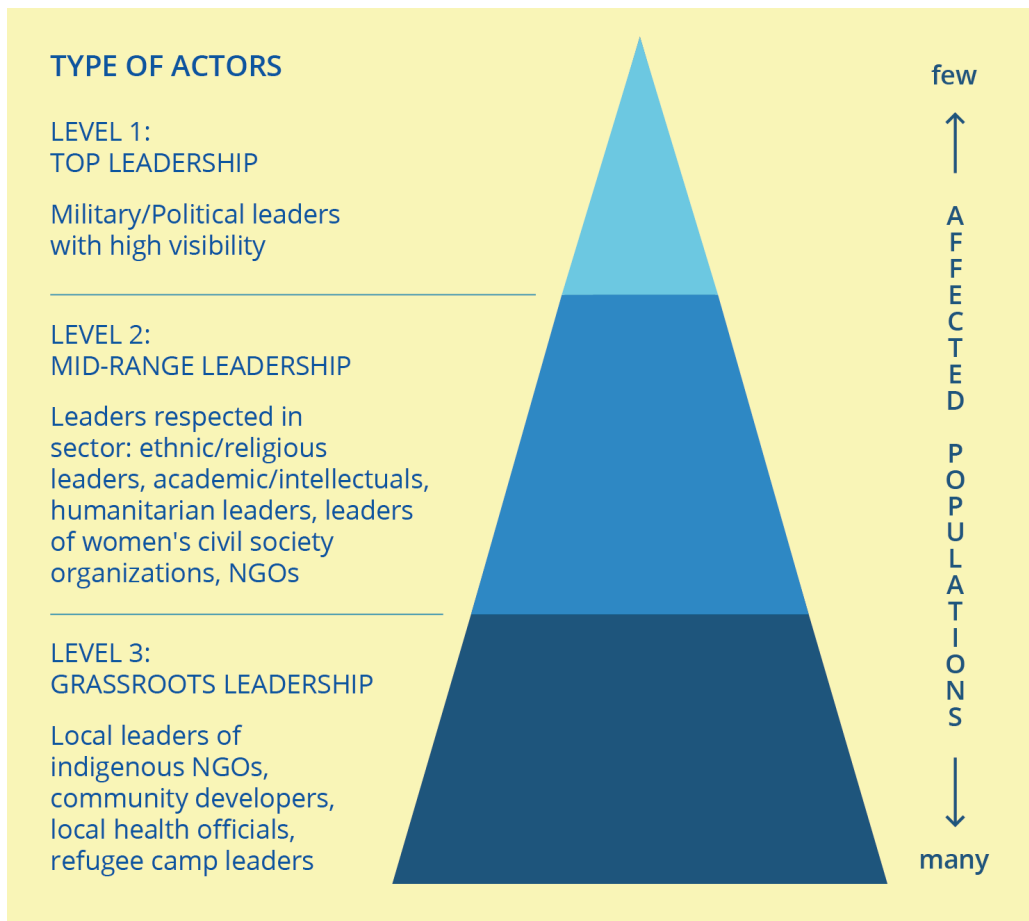 TYPE OF ACTORS
LEVEL 1:
TOP LEADERSHIP
Military/Political leaders
with high visibility
LEVEL 2:
MID-RANGE LEADERSHIP
Leaders respected in
sector: ethnic/religious
leaders, academic/intellectuals,
humanitarian leaders, leaders
of women's civil society
organizations, NGOs
LEVEL 3:
GRASSROOTS LEADERSHIP
Local leaders of
indigenous NGOs,
community developers,
local health officials,
refugee camp leaders
few
AFFECTED POPULATIONS
many